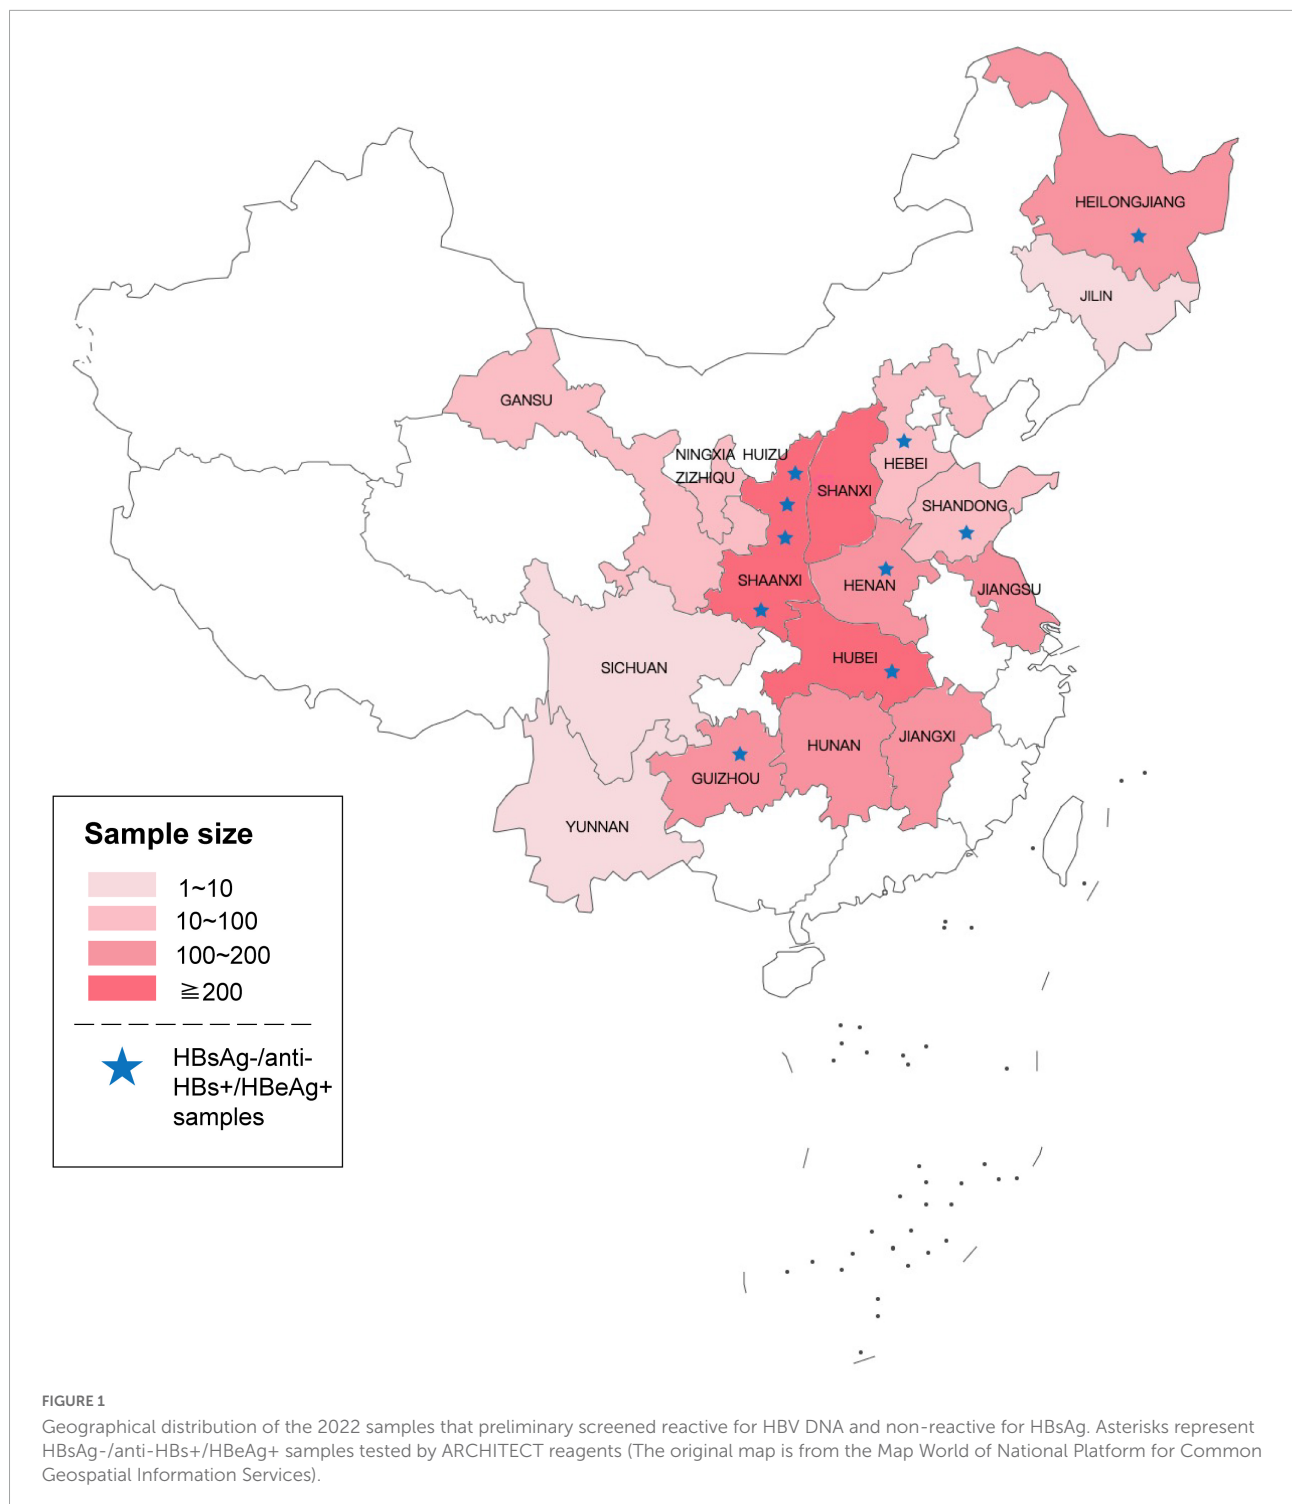 HEILONGJIANG
JILIN
GANSU
NINGXIA HUIZU
ZIZHIQU
HEBEI
SHANXI
SHANDONG
SHAANXI
HENAN
JIANGSU
HUBEI
SICHUAN
JIANGXI
HUNAN
GUIZHOU
YUNNAN
Sample size
1~10
10~100
100~200
≧200
HBsAg-/anti-
HBs+/HBeAg+
samples
FIGURE 1
Geographical distribution of the 2022 samples that preliminary screened reactive for HBV DNA and non-reactive for HBsAg. Asterisks represent
HBsAg-/anti-HBs+/HBeAg+ samples tested by ARCHITECT reagents (The original map is from the Map World of National Platform for Common
Geospatial Information Services).